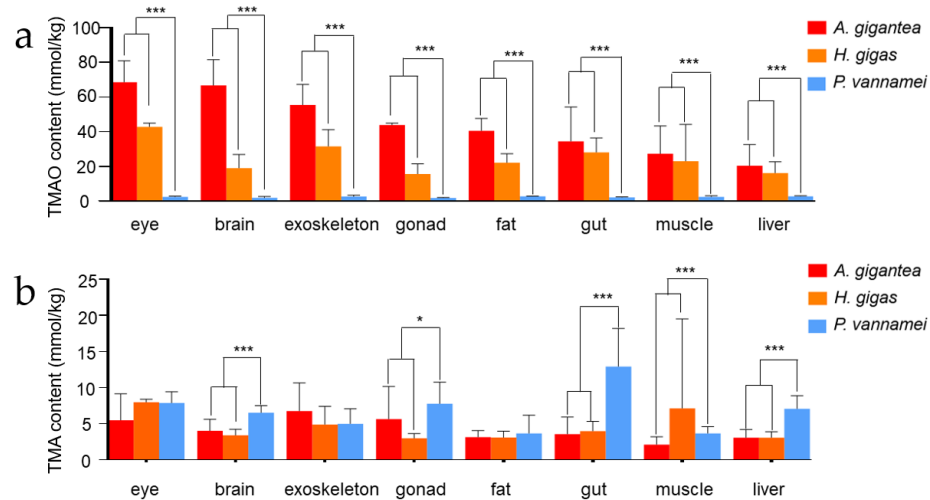 a
TMAO content (mmol/kg)
100
80
60
40
20
0
***
***
***
***
***
***
***
***
A. gigantea
H. gigas
P. vannamei
eye brain exoskeleton gonad fat gut muscle liver
b
TMA content (mmol/kg)
25
20
15
10
5
0
***
*
***
***
***
A. gigantea
H. gigas
P. vannamei
eye brain exoskeleton gonad fat gut muscle liver